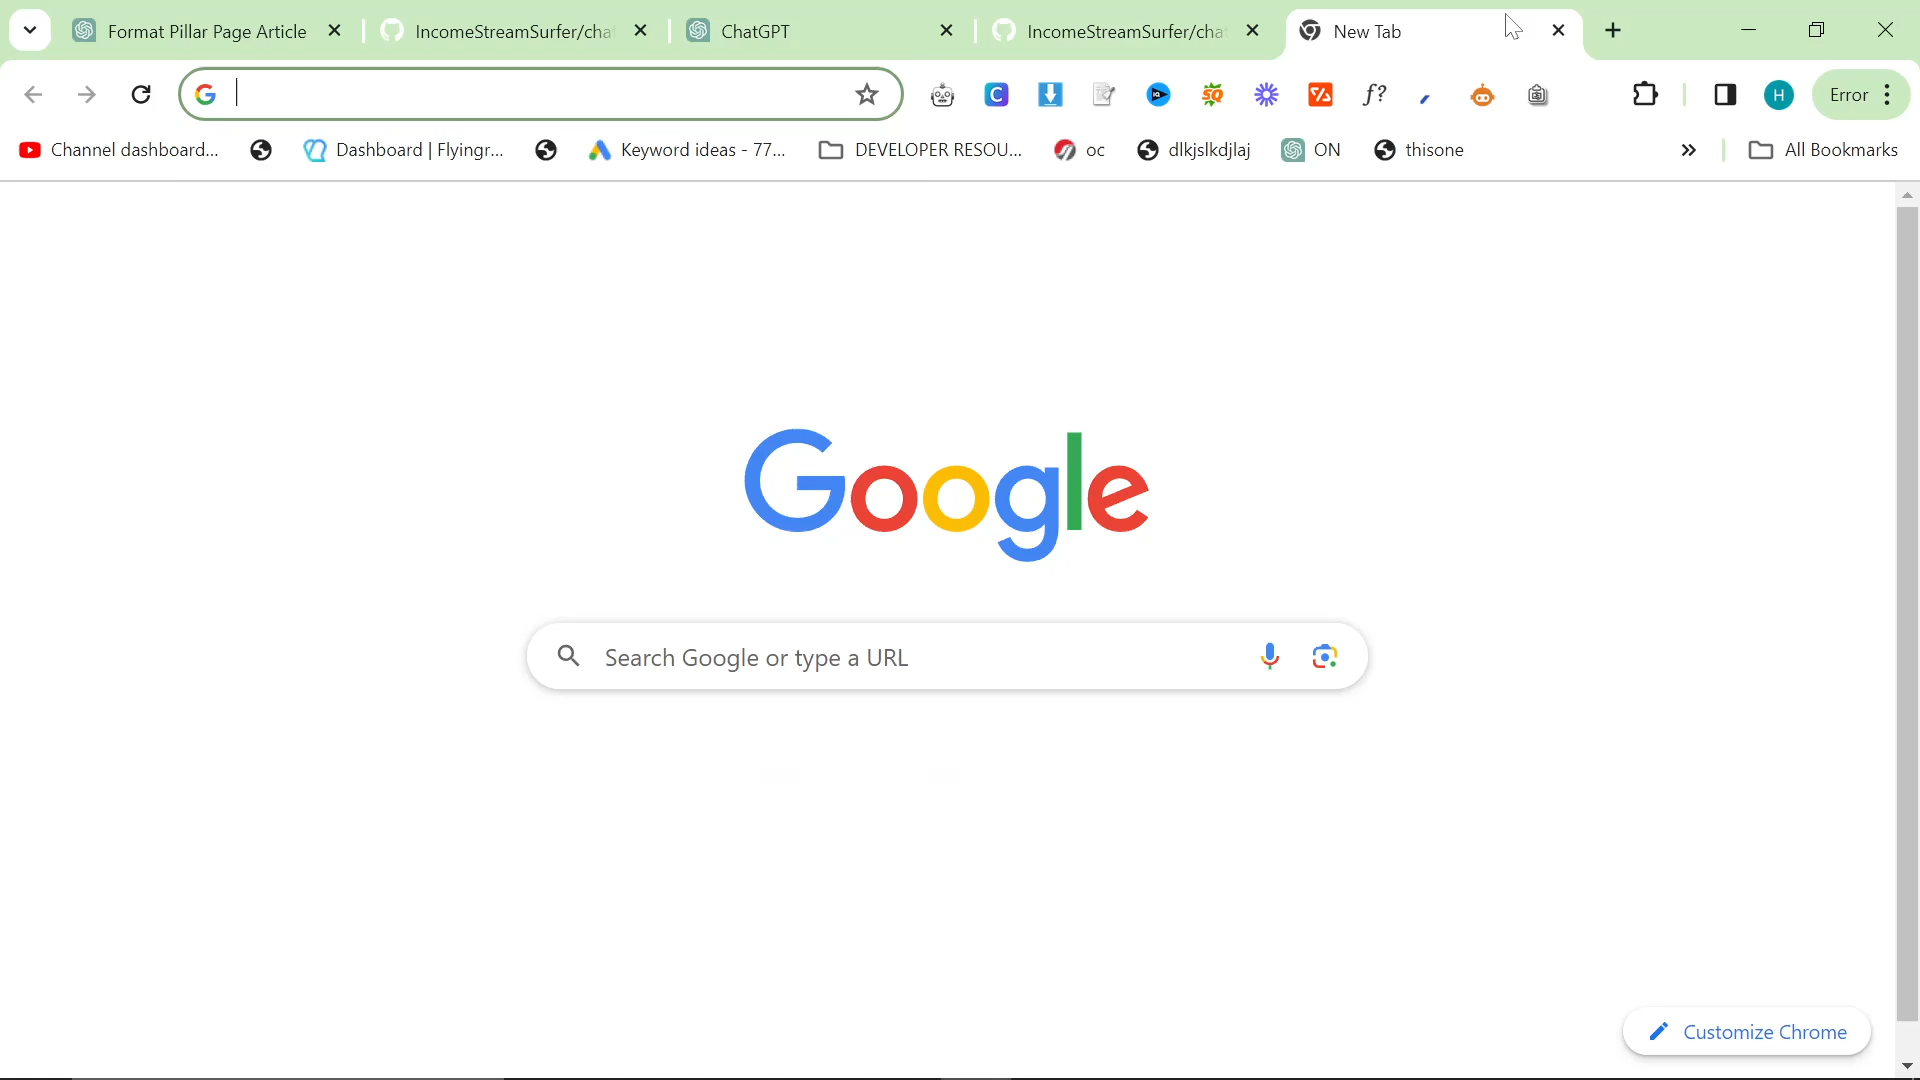 Format Pillar Page Article
IncomeStreamSurfer/cha
ChatGPT
IncomeStreamSurfer/chat
New Tab
H
Error
Channel dashboard...
Dashboard | Flyingr...
Keyword ideas - 77...
DEVELOPER RESOU...
oc
dlkjslkdjlaj
ON
thisone
All Bookmarks
Google
Search Google or type a URL
Customize Chrome